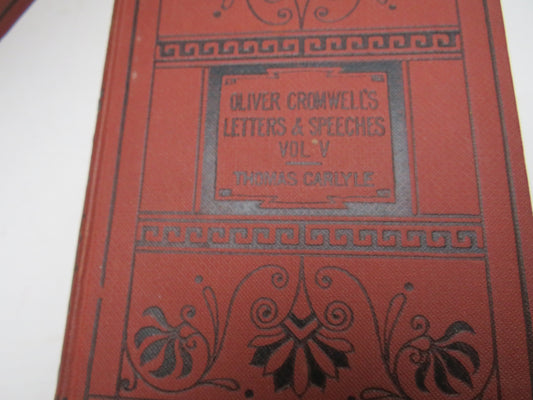 OLIVER CROMWELL'S
LETTERS & SPEECHES
VOL V
THOMAS CARLYLE